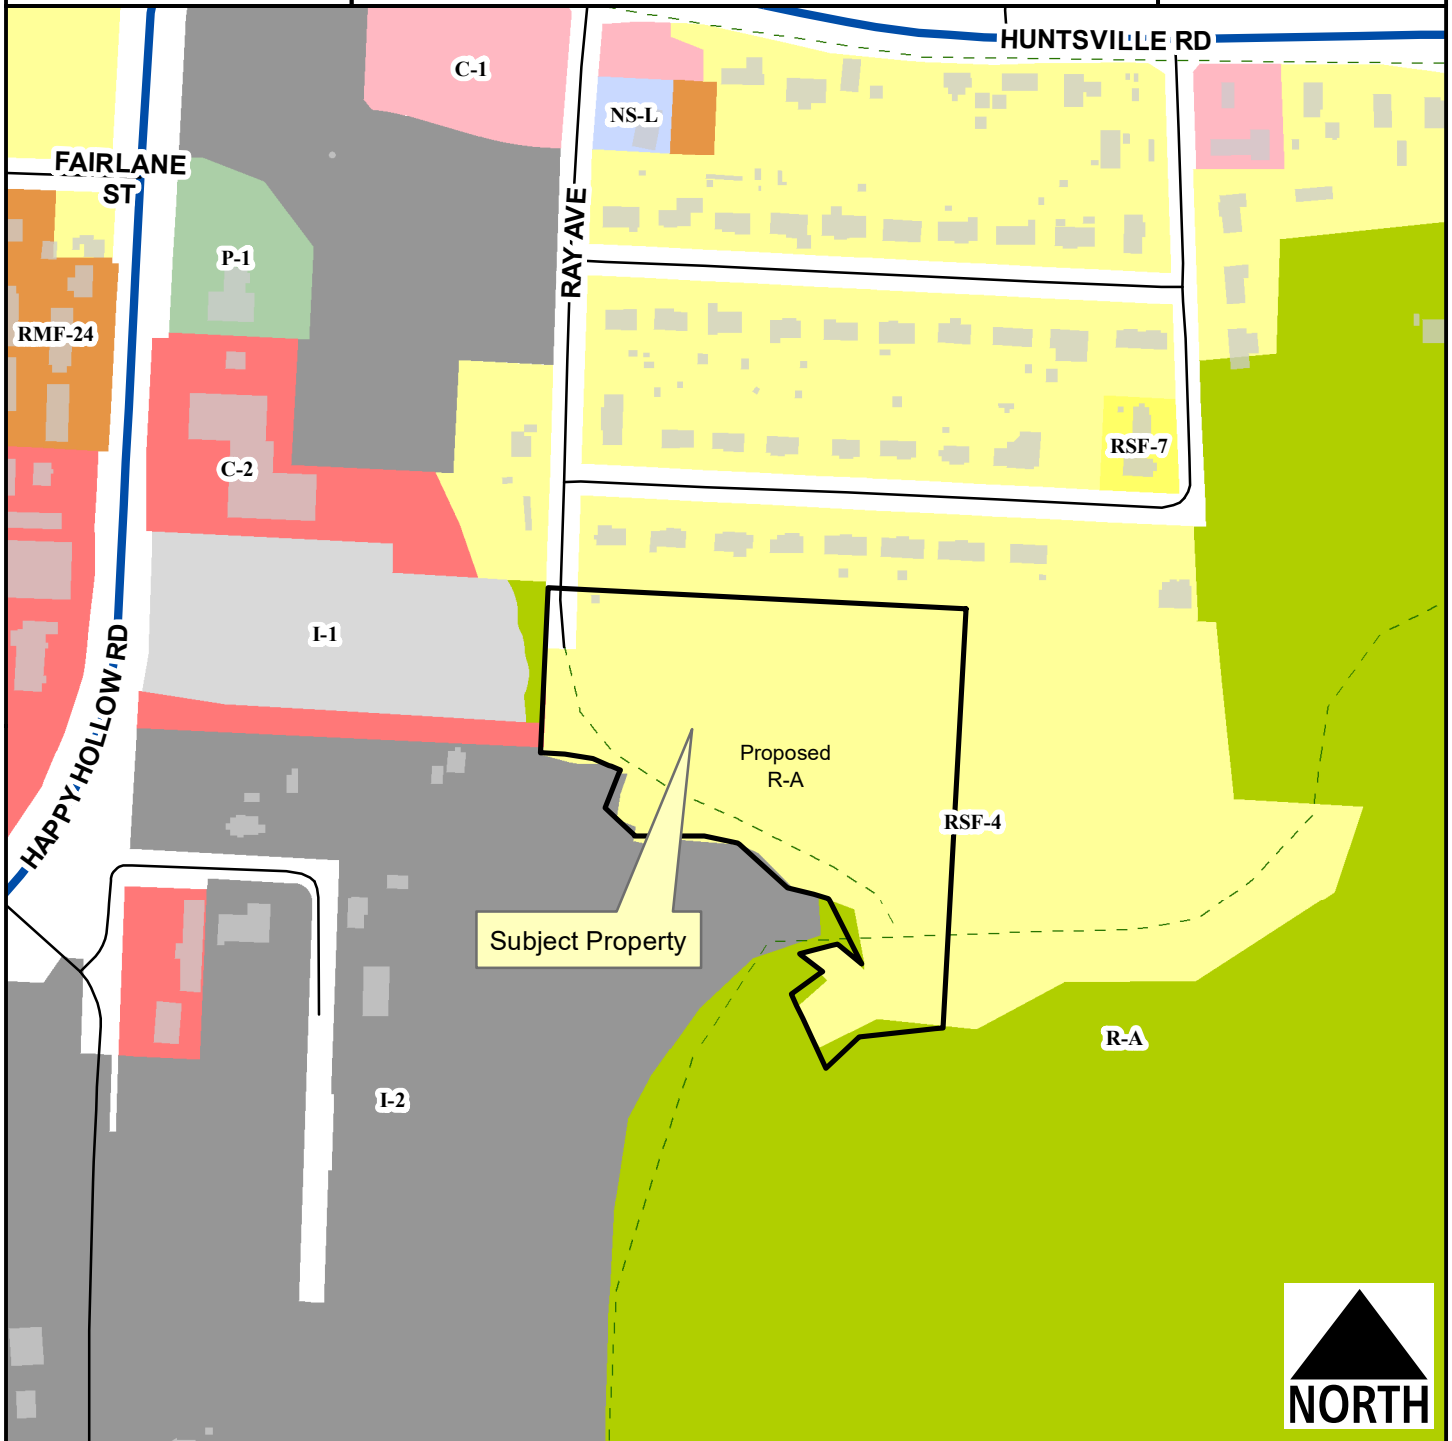 HUNTSVILLE RD
C-1
NS-L
FAIRLANE
ST
RAY AVE
P-1
RMF-24
RSF-7
C-2
I-1
HAPPY HOLLOW RD
Proposed
R-A
RSF-4
Subject Property
R-A
I-2
NORTH